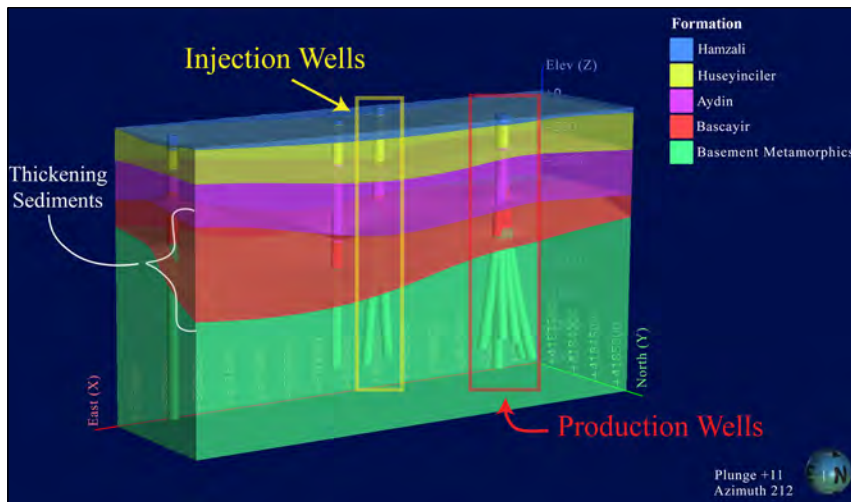 Injection Wells
Elev (Z)
Formation
Hamzali
Huseyinciler
Aydin
Bascayir
Basement Metamorphics
Thickening
Sediments
East (X)
North (Y)
Production Wells
Plunge +11
Azimuth 212